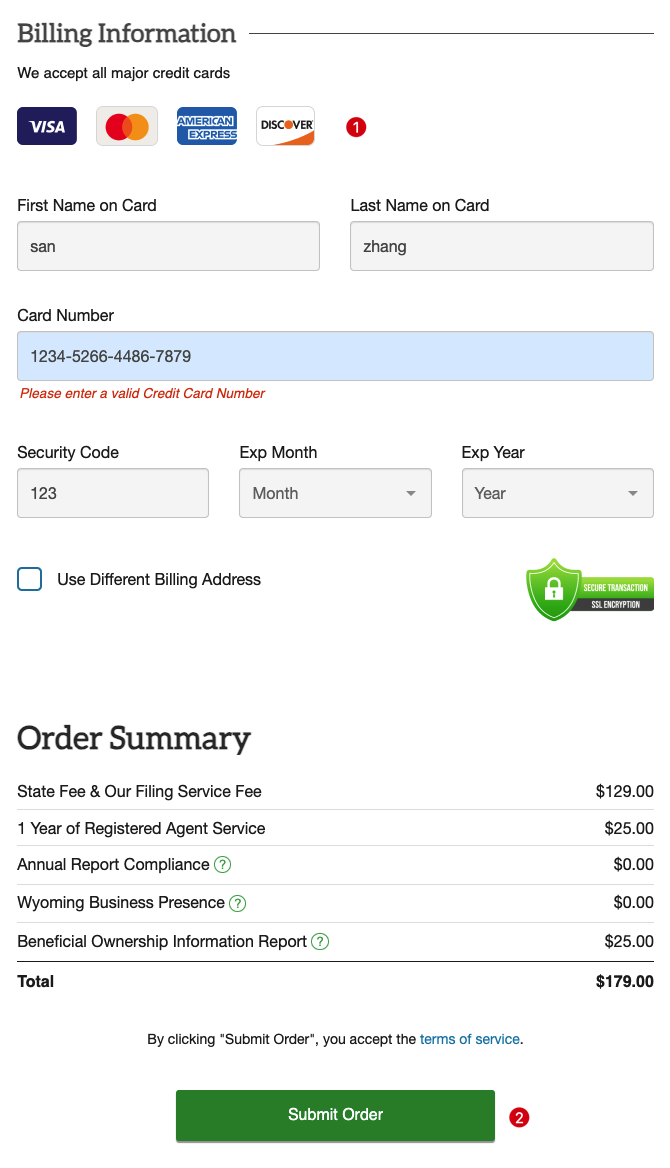 Billing Information
We accept all major credit cards
VISA AMERICAN EXPRESS DISCOVER 1
First Name on Card Last Name on Card
san zhang
Card Number
1234-5266-4486-7879
Please enter a valid Credit Card Number
Security Code Exp Month Exp Year
123 Month Year
Use Different Billing Address
SECURE TRANSACTION
SSL ENCRYPTION
Order Summary
State Fee & Our Filing Service Fee $129.00
1 Year of Registered Agent Service $25.00
Annual Report Compliance ? $0.00
Wyoming Business Presence ? $0.00
Beneficial Ownership Information Report ? $25.00
Total $179.00
By clicking "Submit Order", you accept the terms of service.
Submit Order 2